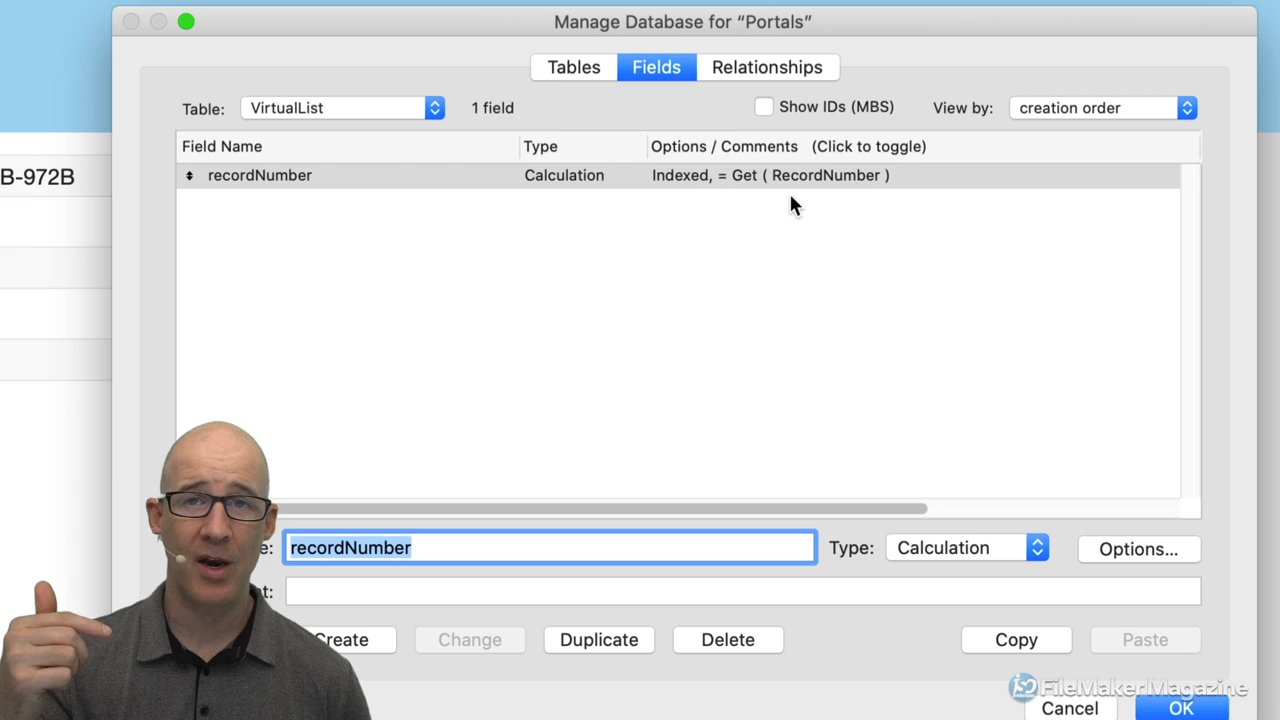 Manage Database for “Portals”
Tables Fields Relationships
Table: VirtualList 1 field Show IDs (MBS) View by: creation order
Field Name Type Options / Comments (Click to toggle)
B-972B
recordNumber Calculation Indexed, = Get ( RecordNumber )
e: recordNumber Type: Calculation Options...
t:
Create Change Duplicate Delete Copy Paste
FileMakerMagazine
Cancel OK